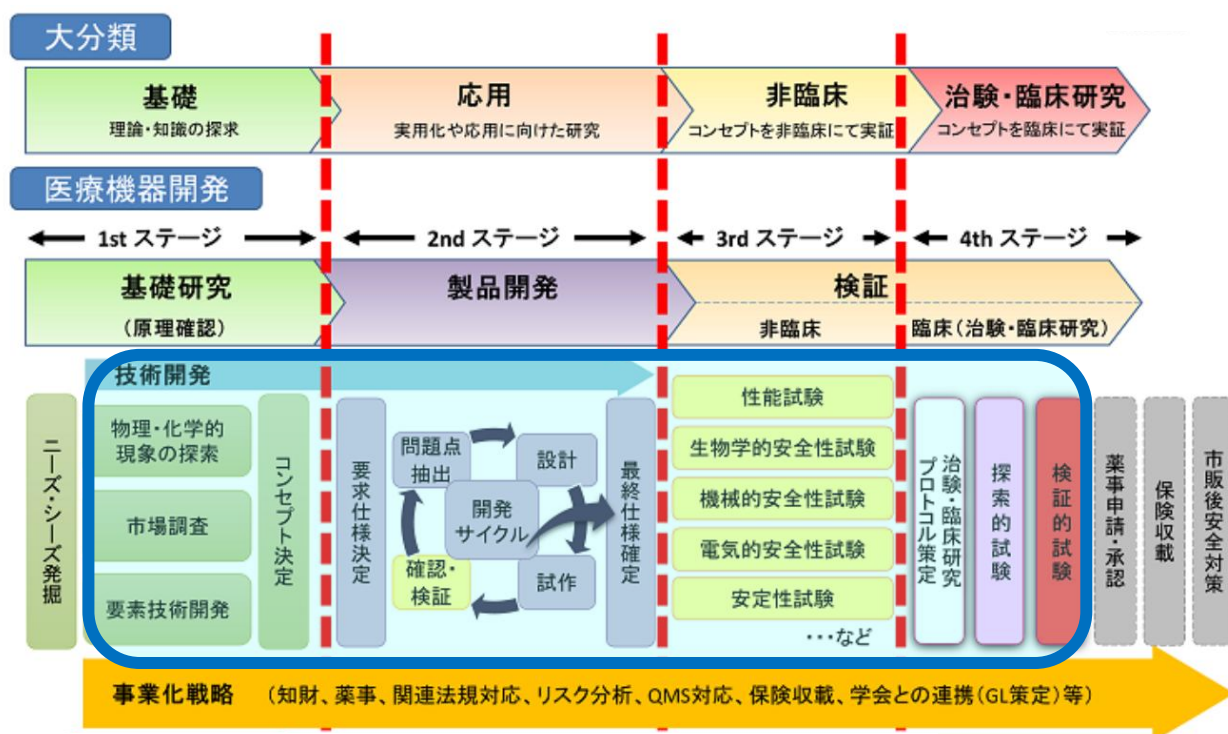 大分類
基礎
理論・知識の探求
応用
実用化や応用に向けた研究
非臨床
コンセプトを非臨床にて実証
治験・臨床研究
コンセプトを臨床にて実証
医療機器開発
1st ステージ
2nd ステージ
3rd ステージ
4th ステージ
基礎研究
(原理確認)
製品開発
検証
非臨床
臨床(治験・臨床研究)
技術開発
ニーズ・シーズ発掘
物理・化学的
現象の探索
市場調査
要素技術開発
コンセプト決定
要求仕様決定
問題点
抽出
設計
開発
サイクル
確認・
検証
試作
最終仕様確定
性能試験
生物学的安全性試験
機械的安全性試験
電気的安全性試験
安定性試験
・・・など
治験・臨床研究
プロトコル策定
探索的試験
検証的試験
薬事申請・承認
保険収載
市販後安全対策
事業化戦略 (知財、薬事、関連法規対応、リスク分析、QMS対応、保険収載、学会との連携(GL策定)等)